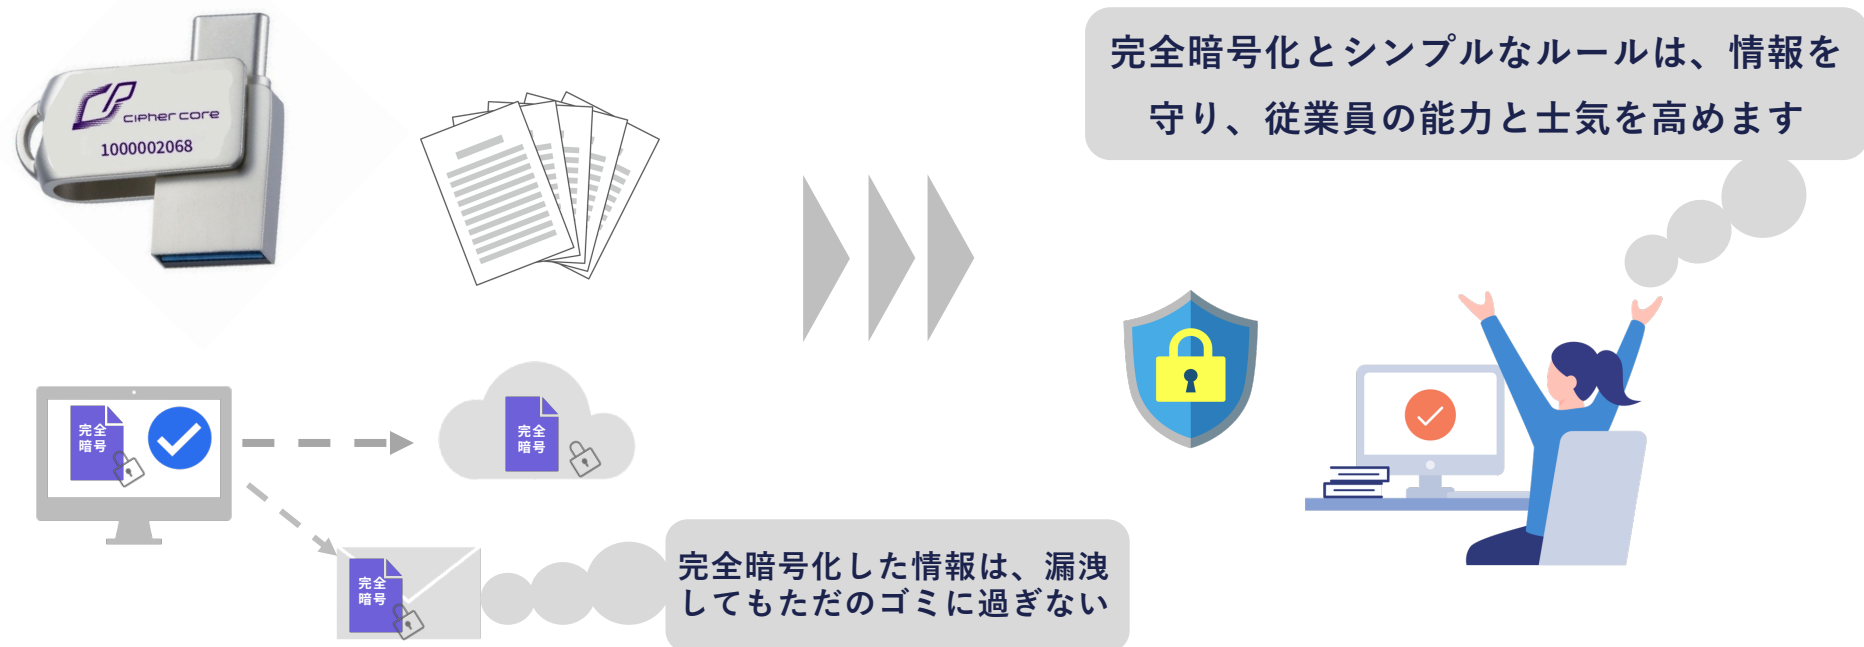 CIPHER CORE
1000002068
完全暗号化とシンプルなルールは、情報を
守り、従業員の能力と士気を高めます
完全
暗号
完全
暗号
完全
暗号
完全暗号化した情報は、漏洩
してもただのゴミに過ぎない